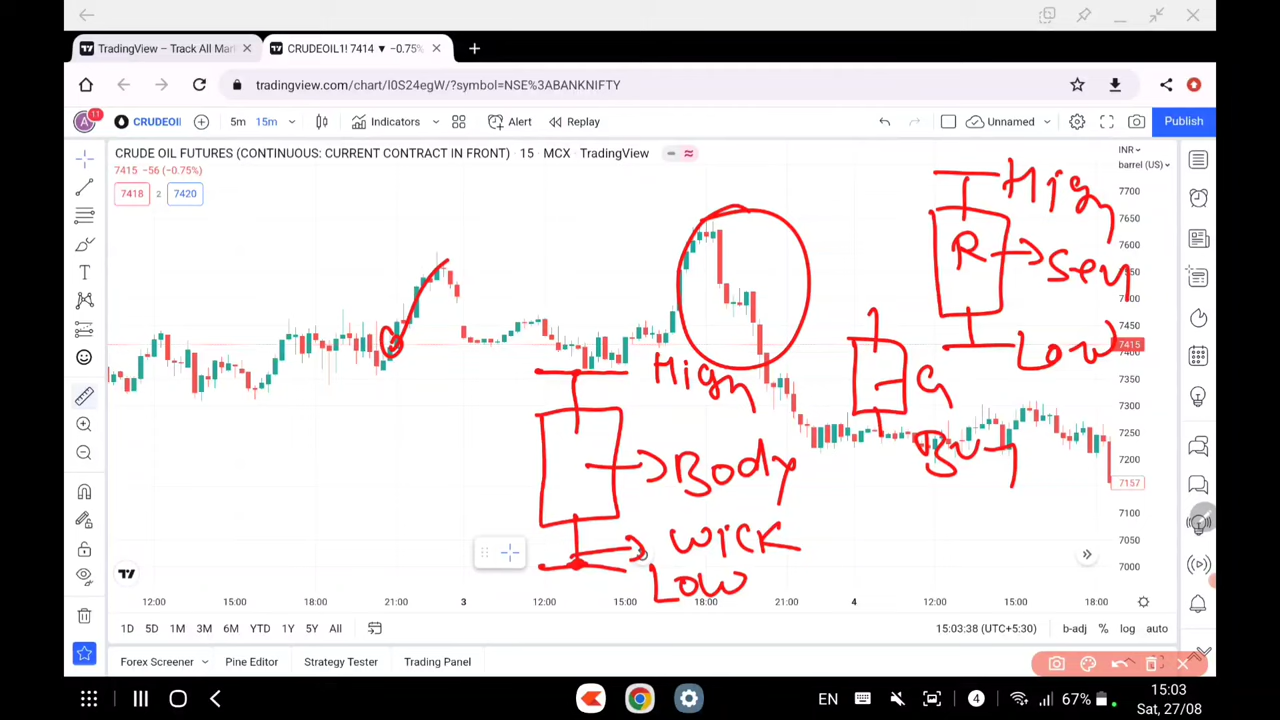 TradingView – Track All Mar
CRUDEOIL1! 7414 ▼ −0.75%
tradingview.com/chart/I0S24egW/?symbol=NSE%3ABANKNIFTY
A
11
CRUDEOI
5m
15m
Indicators
Alert
Replay
Unnamed
Publish
CRUDE OIL FUTURES (CONTINUOUS: CURRENT CONTRACT IN FRONT) 15 MCX TradingView
7415 −56 (−0.75%)
7418
2
7420
INR
barrel (US)
7700
7650
7600
7550
7450
7415
7400
7350
7300
7250
7200
7157
7100
7050
7000
High
R
Sell
Low
High
G
Buy
Body
Wick
Low
12:00 15:00 18:00 21:00 3 12:00 15:00 18:00 21:00 4 12:00 15:00 18:00
1D 5D 1M 3M 6M YTD 1Y 5Y All
15:03:38 (UTC+5:30)
b-adj % log auto
Forex Screener
Pine Editor
Strategy Tester
Trading Panel
EN
4
67%
15:03
Sat, 27/08